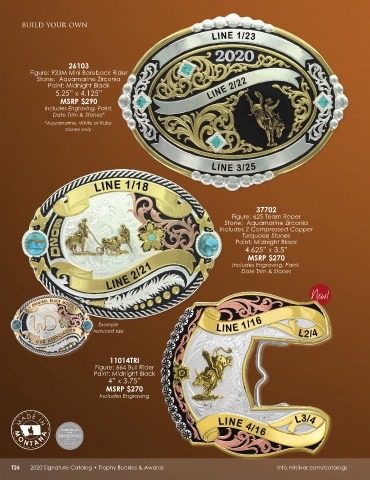 BUILD YOUR OWN
LINE 1/23
2020
LINE 2/22
LINE 3/25
26103
Figure: 933M Mini Bareback Rider
Stone: Aquamarine Zirconia
Paint: Midnight Black
5.25" x 4.125"
MSRP $290
Includes Engraving, Paint,
Date Trim & Stones*
*Aquamarine, White or Ruby
stones only
LINE 1/18
LINE 2/21
37702
Figure: 625 Team Roper
Stone: Aquamarine Zirconia
Includes 2 Compressed Copper
Turquoise Stones
Paint: Midnight Black
4.625" x 3.5"
MSRP $270
Includes Engraving, Paint,
Date Trim & Stones
Example
reduced size
New!
LINE 1/16
L2/4
L3/4
LINE 4/16
11014TRI
Figure: 664 Bull Rider
Paint: Midnight Black
4" x 3.75"
MSRP $270
Includes Engraving
MADE IN
MONTANA
126 2020 Signature Catalog • Trophy Buckles & Awards
info.mtsilver.com/catalogs